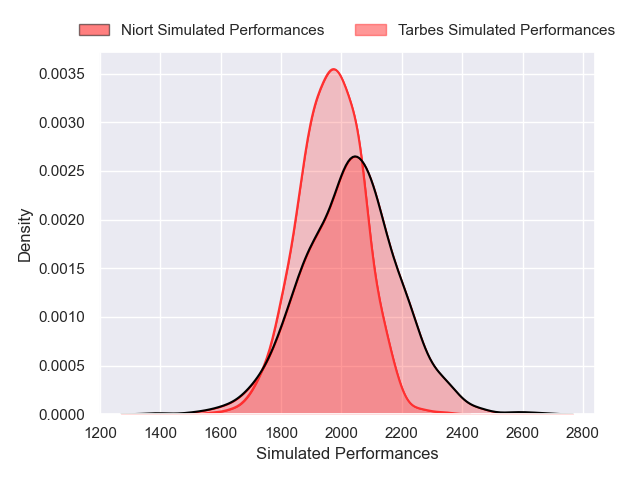 Niort Simulated Performances Tarbes Simulated Performances
0.0035
0.0030
0.0025
0.0020
0.0015
0.0010
0.0005
0.0000
Density
1200 1400 1600 1800 2000 2200 2400 2600 2800
Simulated Performances